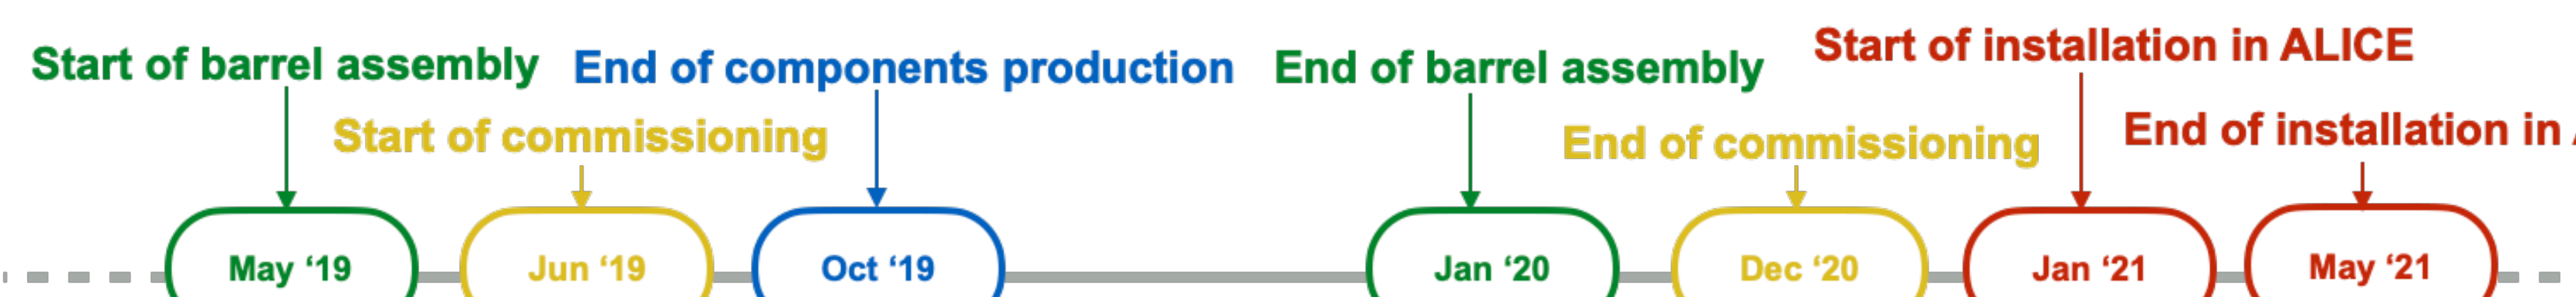 Start of barrel assembly
End of components production
End of barrel assembly
Start of installation in ALICE
Start of commissioning
End of commissioning
End of installation in
May ‘19
Jun ‘19
Oct ‘19
Jan ‘20
Dec ‘20
Jan ‘21
May ‘21